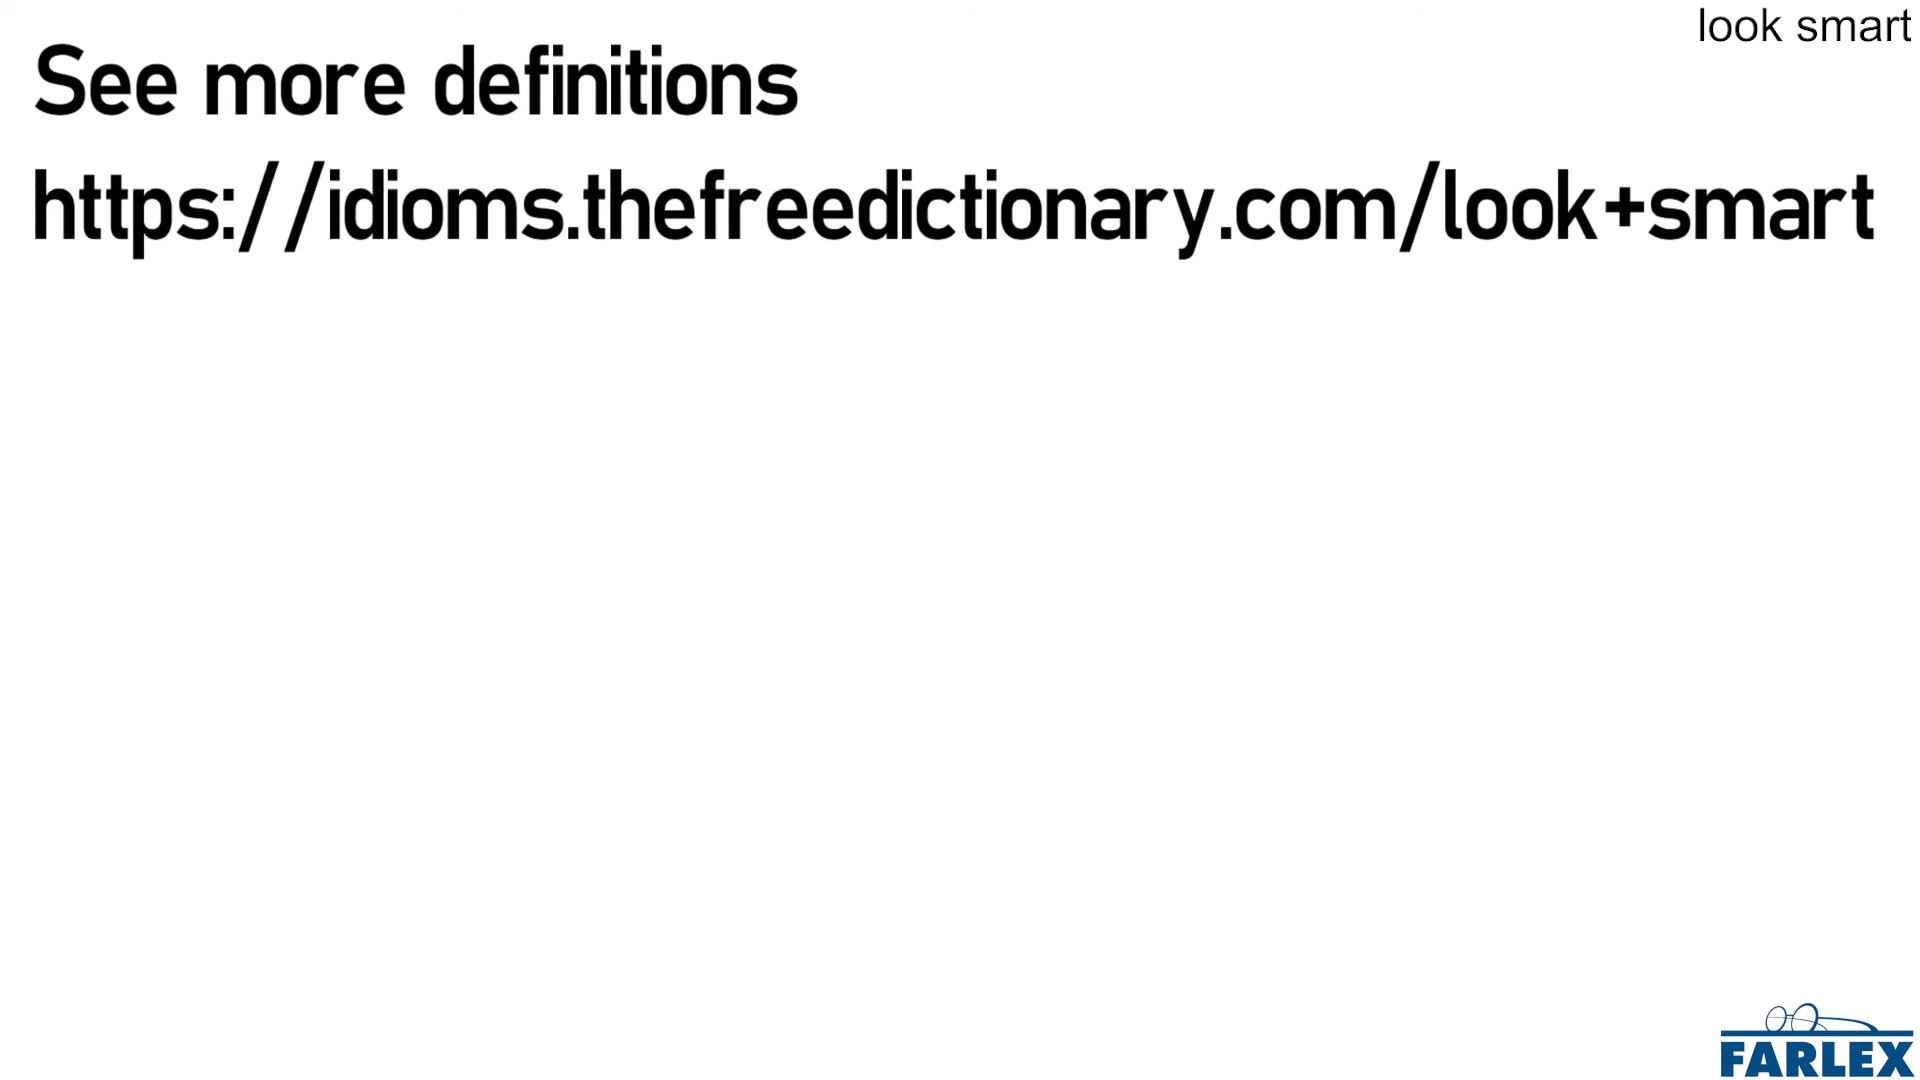 look smart
See more definitions
https://idioms.thefreedictionary.com/look+smart
FARLEX